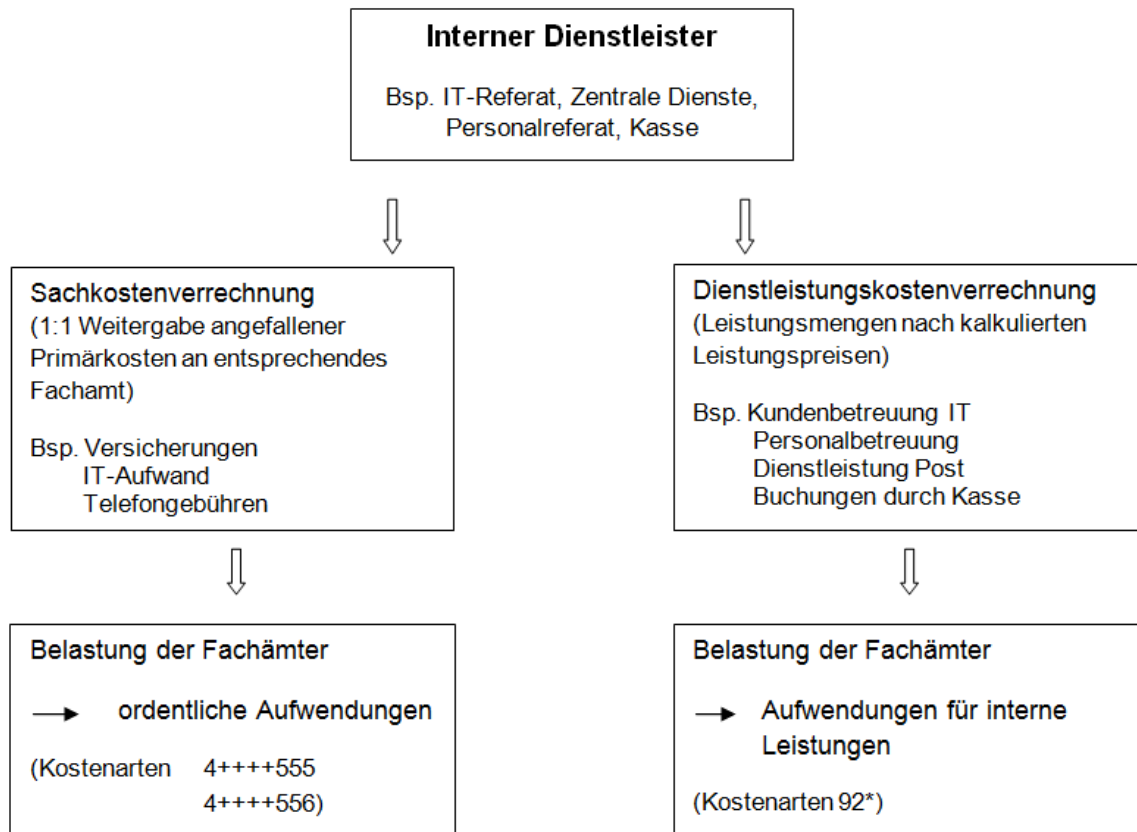 Interner Dienstleister
Bsp. IT-Referat, Zentrale Dienste,
Personalreferat, Kasse
Sachkostenverrechnung
(1:1 Weitergabe angefallener
Primärkosten an entsprechendes
Fachamt)
Bsp. Versicherungen
IT-Aufwand
Telefongebühren
Dienstleistungskostenverrechnung
(Leistungsmengen nach kalkulierten
Leistungspreisen)
Bsp. Kundenbetreuung IT
Personalbetreuung
Dienstleistung Post
Buchungen durch Kasse
Belastung der Fachämter
→ ordentliche Aufwendungen
(Kostenarten 4++++555
4++++556)
Belastung der Fachämter
→ Aufwendungen für interne
Leistungen
(Kostenarten 92*)